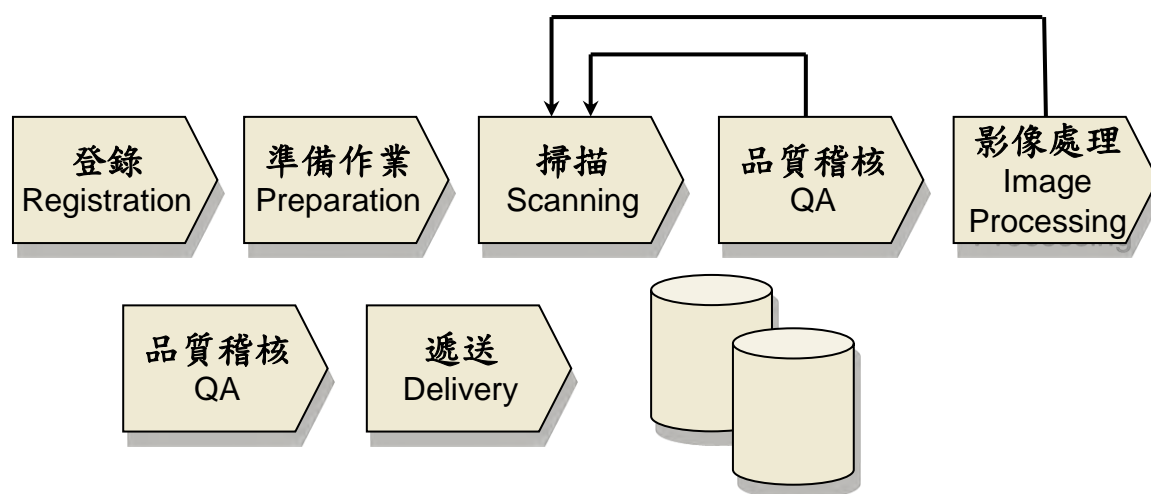 登錄
Registration
準備作業
Preparation
掃描
Scanning
品質稽核
QA
影像處理
Image
Processing
品質稽核
QA
遞送
Delivery